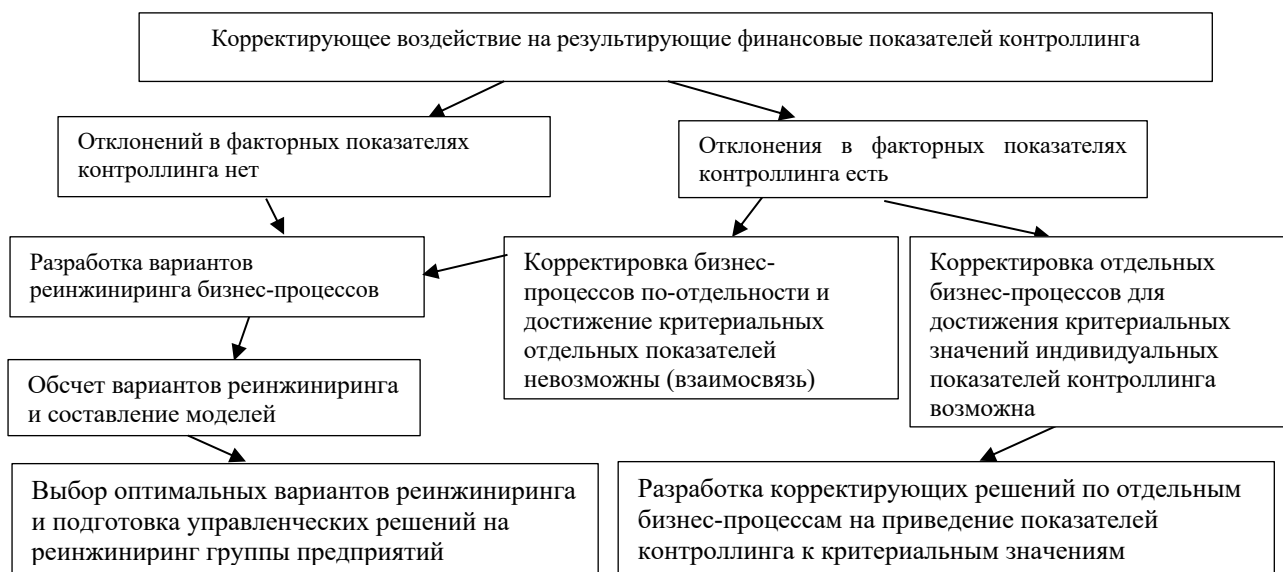 Корректирующее воздействие на результирующие финансовые показателей контроллинга
Отклонений в факторных показателях
контроллинга нет
Отклонения в факторных показателях
контроллинга есть
Разработка вариантов
реинжиниринга бизнес-процессов
Корректировка бизнес-
процессов по-отдельности и
достижение критериальных
отдельных показателей
невозможны (взаимосвязь)
Корректировка отдельных
бизнес-процессов для
достижения критериальных
значений индивидуальных
показателей контроллинга
возможна
Обсчет вариантов реинжиниринга
и составление моделей
Выбор оптимальных вариантов реинжиниринга
и подготовка управленческих решений на
реинжиниринг группы предприятий
Разработка корректирующих решений по отдельным
бизнес-процессам на приведение показателей
контроллинга к критериальным значениям